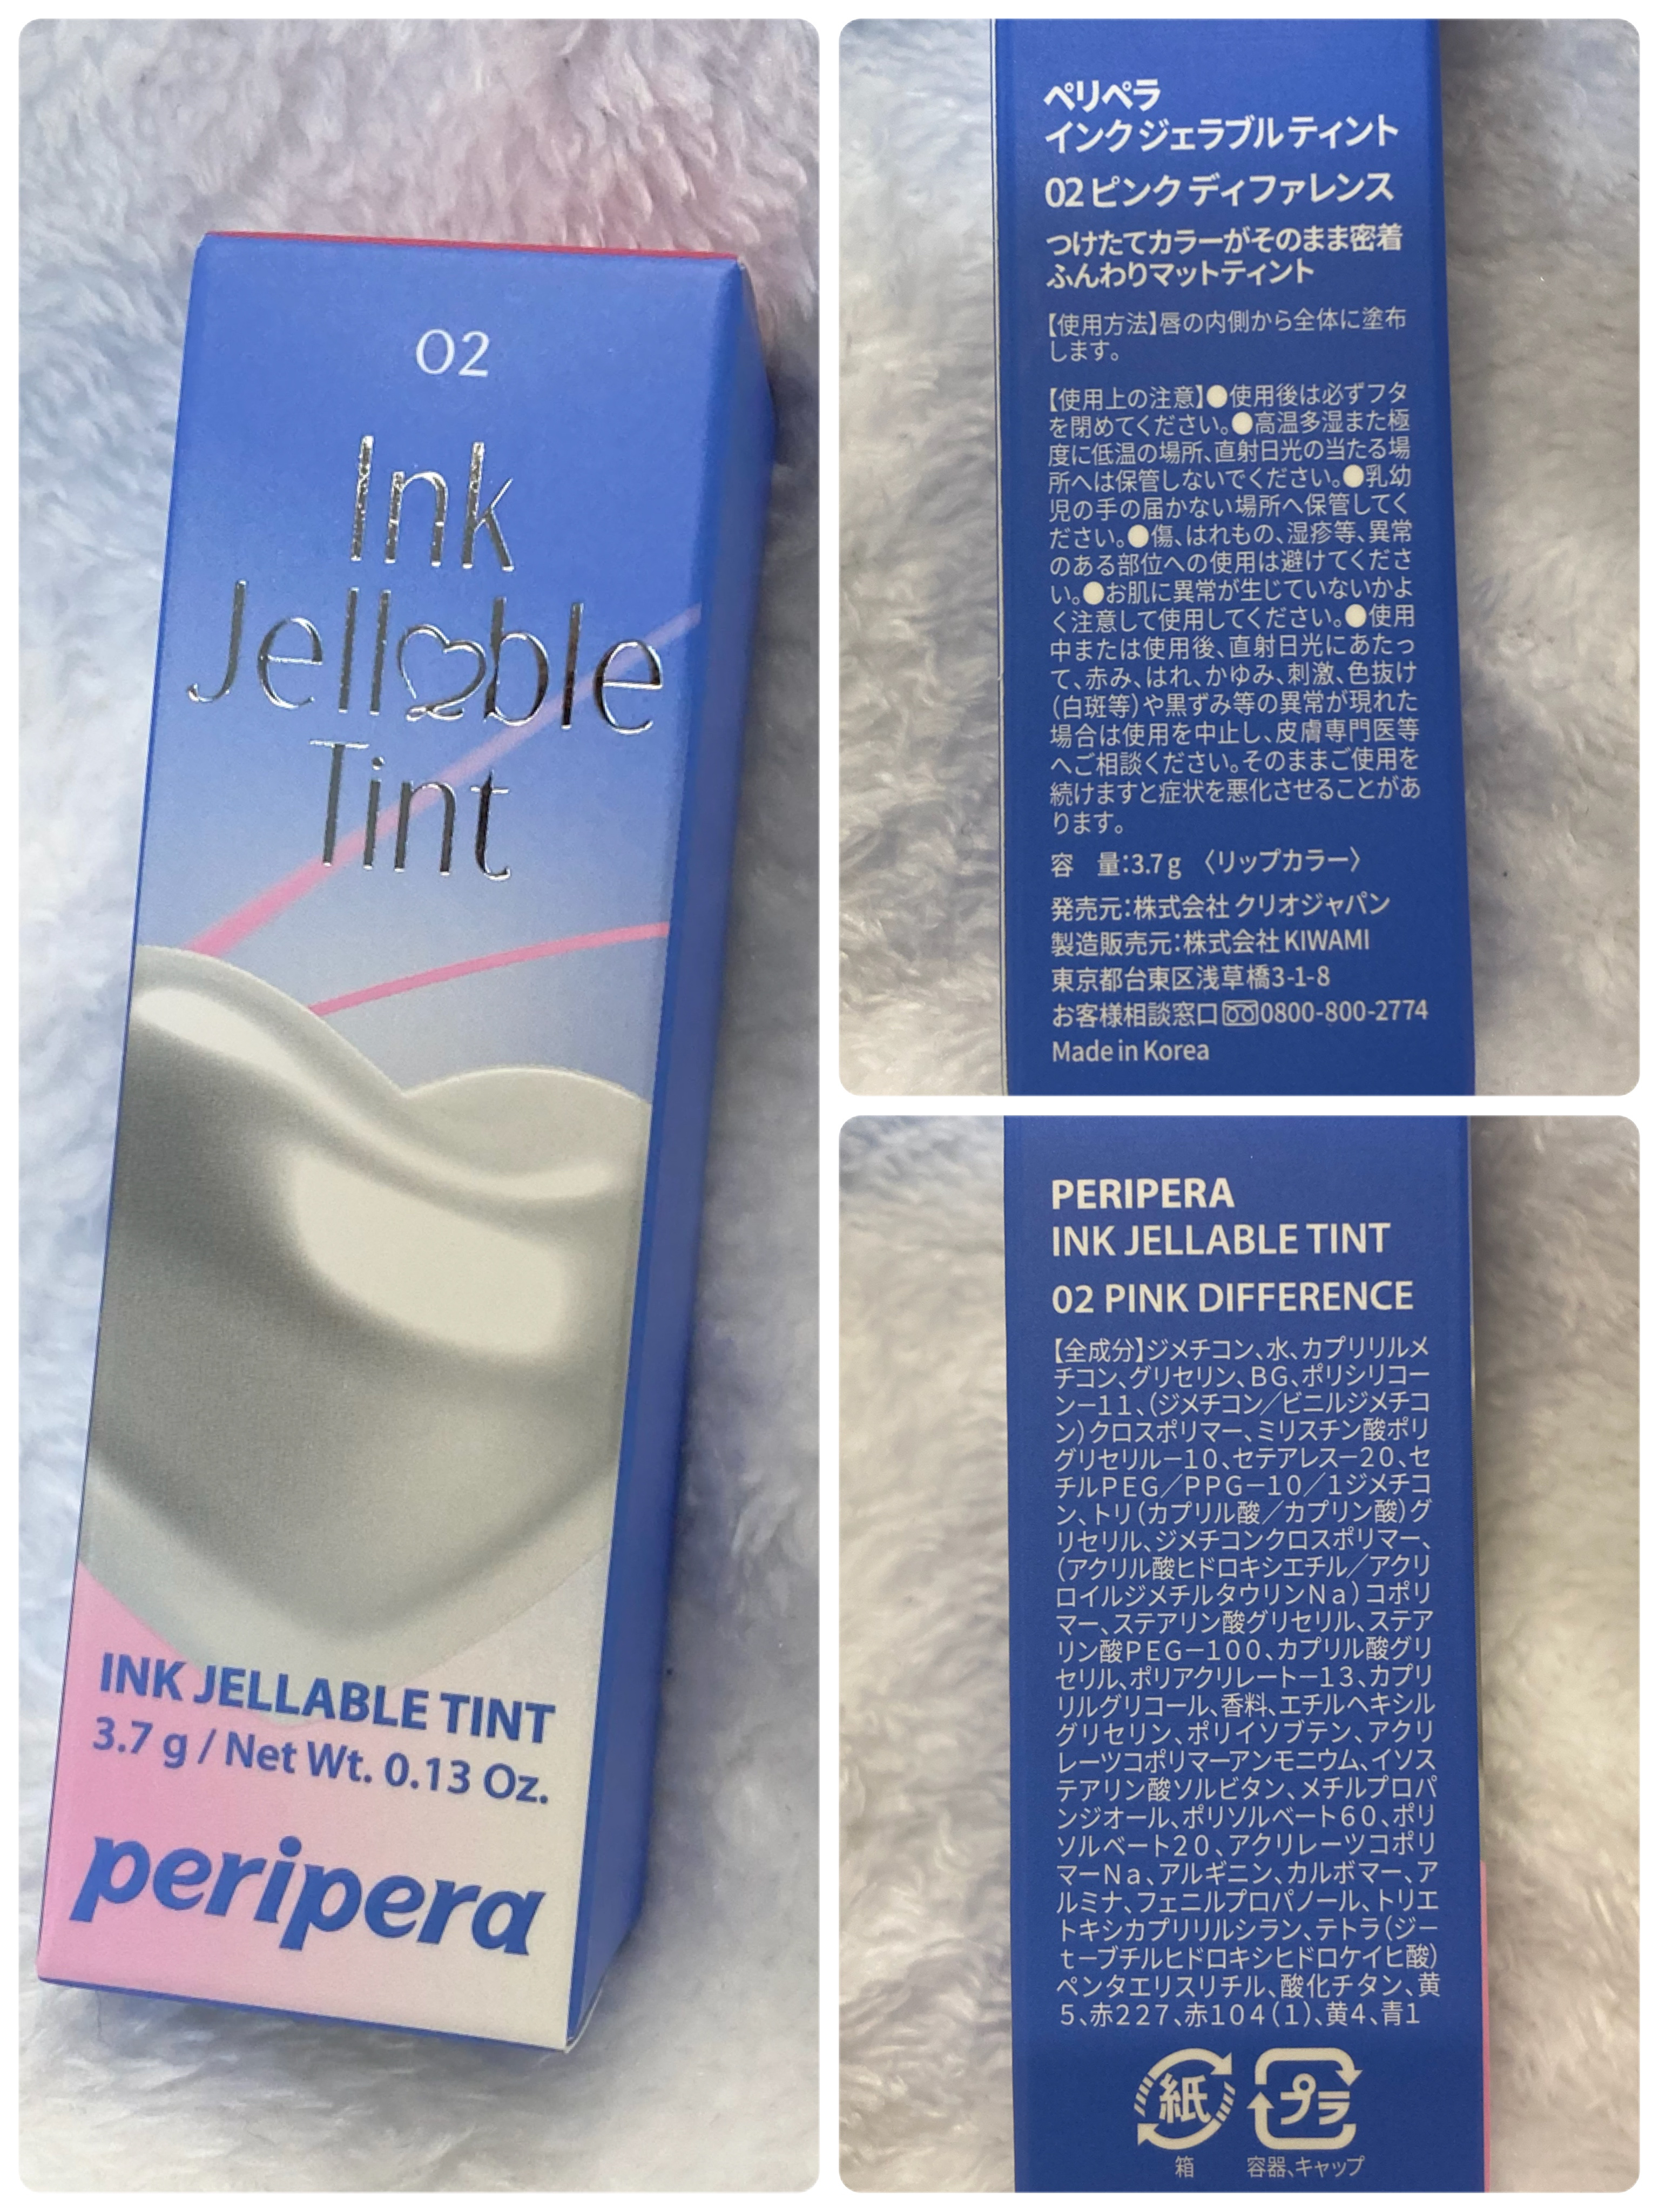 02
Ink
Jellable
Tint
INK JELLABLE TINT
3.7 g / Net Wt. 0.13 Oz.
peripera
ペリペラ
インクジェラブルティント
02 ピンク ディファレンス
つけたてカラーがそのまま密着
ふんわりマットティント
【使用方法】唇の内側から全体に塗布
します。
【使用上の注意】●使用後は必ずフタ
を閉めてください。●高温多湿また極
度に低温の場所、直射日光の当たる場
所へは保管しないでください。●乳幼
児の手の届かない場所へ保管してく
ださい。●傷、はれもの、湿疹等、異常
のある部位への使用は避けてくださ
い。●お肌に異常が生じていないかよ
く注意して使用してください。●使用
中または使用後、直射日光にあたっ
て、赤み、はれ、かゆみ、刺激、色抜け
(白斑等)や黒ずみ等の異常が現れた
場合は使用を中止し、皮膚専門医等
へご相談ください。そのままご使用を
続けますと症状を悪化させることがあ
ります。
容　量:3.7g 〈リップカラー〉
発売元:株式会社 クリオジャパン
製造販売元:株式会社 KIWAMI
東京都台東区浅草橋3-1-8
お客様相談窓口 0800-800-2774
Made in Korea
PERIPERA
INK JELLABLE TINT
02 PINK DIFFERENCE
【全成分】ジメチコン、水、カプリリルメ
チコン、グリセリン、BG、ポリシリコー
ン−11、(ジメチコン／ビニルジメチコ
ン)クロスポリマー、ミリスチン酸ポリ
グリセリル−10、セテアレス−20、セ
チルPEG／PPG−10／1ジメチコ
ン、トリ(カプリル酸／カプリン酸)グ
リセリル、ジメチコンクロスポリマー、
(アクリル酸ヒドロキシエチル／アクリ
ロイルジメチルタウリンNa)コポリ
マー、ステアリン酸グリセリル、ステア
リン酸PEG−100、カプリル酸グリ
セリル、ポリアクリレート−13、カプリ
リルグリコール、香料、エチルヘキシル
グリセリン、ポリイソブテン、アクリ
レーツコポリマーアンモニウム、イソス
テアリン酸ソルビタン、メチルプロパ
ンジオール、ポリソルベート60、ポリ
ソルベート20、アクリレーツコポリ
マーNa、アルギニン、カルボマー、ア
ルミナ、フェニルプロパノール、トリエ
トキシカプリリルシラン、テトラ(ジ−
t−ブチルヒドロキシヒドロケイヒ酸)
ペンタエリスリチル、酸化チタン、黄
5、赤227、赤104(1)、黄4、青1
紙 プラ
箱 容器、キャップ